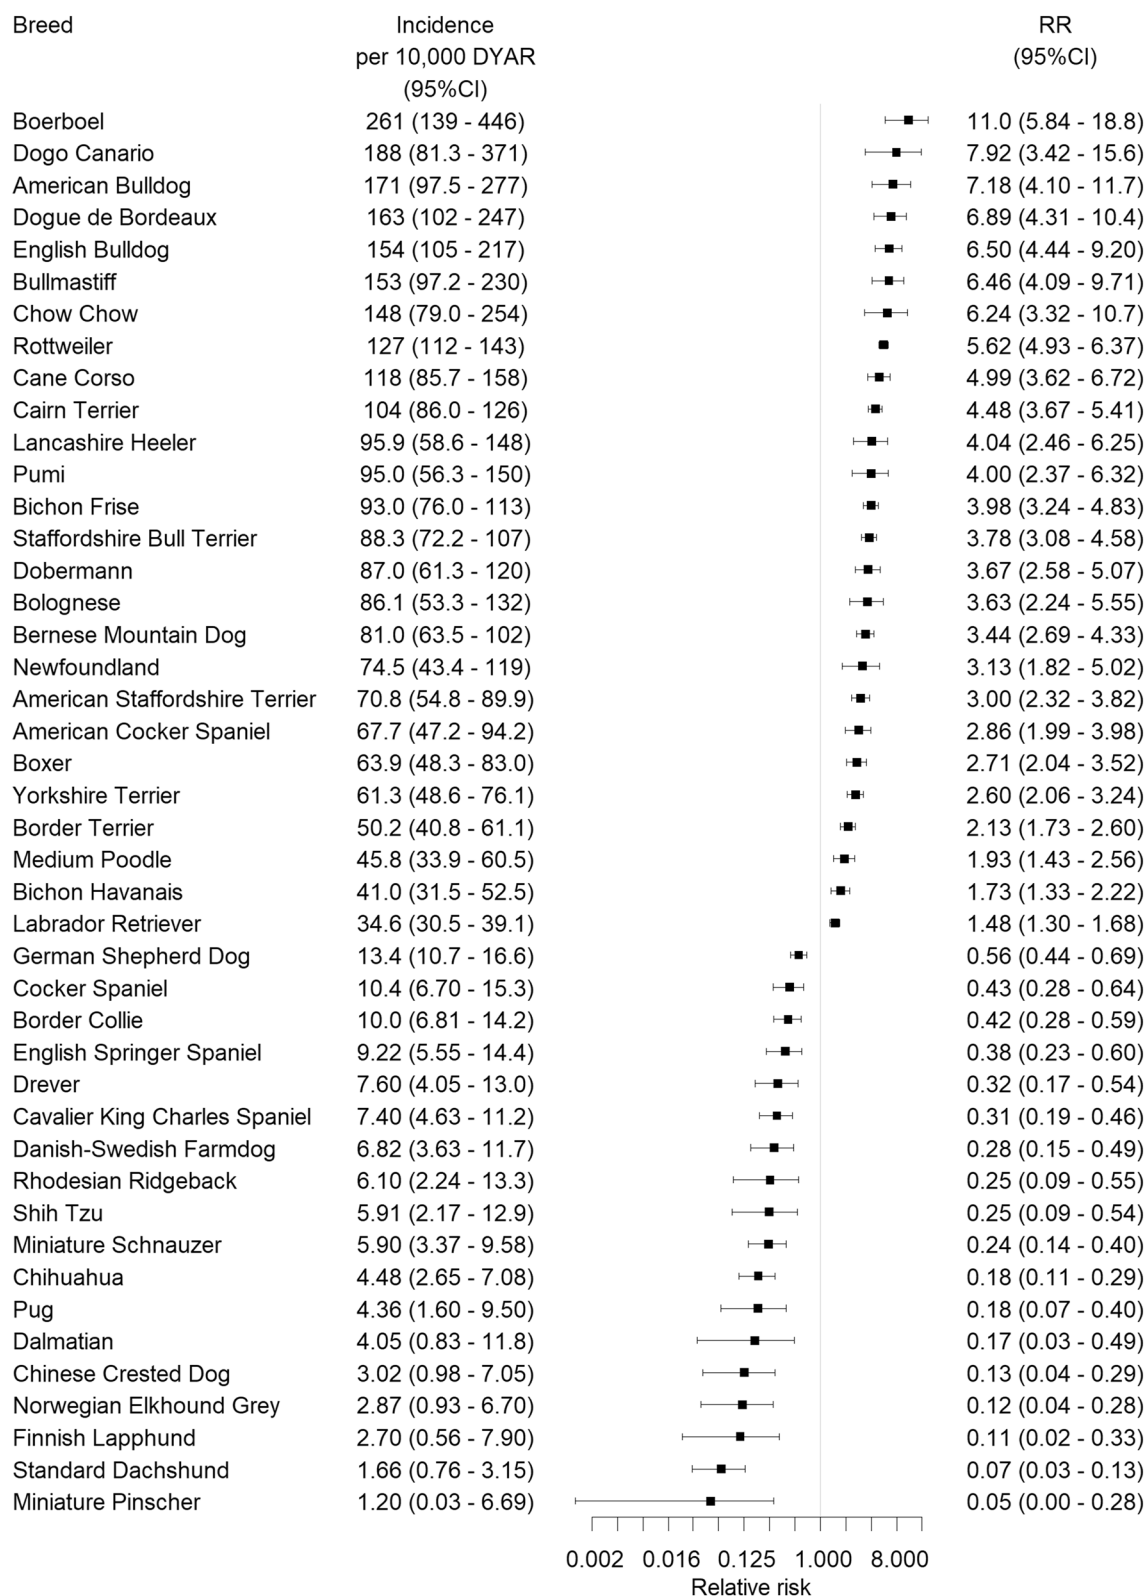 Breed Incidence RR
per 10,000 DYAR (95%CI)
(95%CI)
Boerboel 261 (139 - 446) 11.0 (5.84 - 18.8)
Dogo Canario 188 (81.3 - 371) 7.92 (3.42 - 15.6)
American Bulldog 171 (97.5 - 277) 7.18 (4.10 - 11.7)
Dogue de Bordeaux 163 (102 - 247) 6.89 (4.31 - 10.4)
English Bulldog 154 (105 - 217) 6.50 (4.44 - 9.20)
Bullmastiff 153 (97.2 - 230) 6.46 (4.09 - 9.71)
Chow Chow 148 (79.0 - 254) 6.24 (3.32 - 10.7)
Rottweiler 127 (112 - 143) 5.62 (4.93 - 6.37)
Cane Corso 118 (85.7 - 158) 4.99 (3.62 - 6.72)
Cairn Terrier 104 (86.0 - 126) 4.48 (3.67 - 5.41)
Lancashire Heeler 95.9 (58.6 - 148) 4.04 (2.46 - 6.25)
Pumi 95.0 (56.3 - 150) 4.00 (2.37 - 6.32)
Bichon Frise 93.0 (76.0 - 113) 3.98 (3.24 - 4.83)
Staffordshire Bull Terrier 88.3 (72.2 - 107) 3.78 (3.08 - 4.58)
Dobermann 87.0 (61.3 - 120) 3.67 (2.58 - 5.07)
Bolognese 86.1 (53.3 - 132) 3.63 (2.24 - 5.55)
Bernese Mountain Dog 81.0 (63.5 - 102) 3.44 (2.69 - 4.33)
Newfoundland 74.5 (43.4 - 119) 3.13 (1.82 - 5.02)
American Staffordshire Terrier 70.8 (54.8 - 89.9) 3.00 (2.32 - 3.82)
American Cocker Spaniel 67.7 (47.2 - 94.2) 2.86 (1.99 - 3.98)
Boxer 63.9 (48.3 - 83.0) 2.71 (2.04 - 3.52)
Yorkshire Terrier 61.3 (48.6 - 76.1) 2.60 (2.06 - 3.24)
Border Terrier 50.2 (40.8 - 61.1) 2.13 (1.73 - 2.60)
Medium Poodle 45.8 (33.9 - 60.5) 1.93 (1.43 - 2.56)
Bichon Havanais 41.0 (31.5 - 52.5) 1.73 (1.33 - 2.22)
Labrador Retriever 34.6 (30.5 - 39.1) 1.48 (1.30 - 1.68)
German Shepherd Dog 13.4 (10.7 - 16.6) 0.56 (0.44 - 0.69)
Cocker Spaniel 10.4 (6.70 - 15.3) 0.43 (0.28 - 0.64)
Border Collie 10.0 (6.81 - 14.2) 0.42 (0.28 - 0.59)
English Springer Spaniel 9.22 (5.55 - 14.4) 0.38 (0.23 - 0.60)
Drever 7.60 (4.05 - 13.0) 0.32 (0.17 - 0.54)
Cavalier King Charles Spaniel 7.40 (4.63 - 11.2) 0.31 (0.19 - 0.46)
Danish-Swedish Farmdog 6.82 (3.63 - 11.7) 0.28 (0.15 - 0.49)
Rhodesian Ridgeback 6.10 (2.24 - 13.3) 0.25 (0.09 - 0.55)
Shih Tzu 5.91 (2.17 - 12.9) 0.25 (0.09 - 0.54)
Miniature Schnauzer 5.90 (3.37 - 9.58) 0.24 (0.14 - 0.40)
Chihuahua 4.48 (2.65 - 7.08) 0.18 (0.11 - 0.29)
Pug 4.36 (1.60 - 9.50) 0.18 (0.07 - 0.40)
Dalmatian 4.05 (0.83 - 11.8) 0.17 (0.03 - 0.49)
Chinese Crested Dog 3.02 (0.98 - 7.05) 0.13 (0.04 - 0.29)
Norwegian Elkhound Grey 2.87 (0.93 - 6.70) 0.12 (0.04 - 0.28)
Finnish Lapphund 2.70 (0.56 - 7.90) 0.11 (0.02 - 0.33)
Standard Dachshund 1.66 (0.76 - 3.15) 0.07 (0.03 - 0.13)
Miniature Pinscher 1.20 (0.03 - 6.69) 0.05 (0.00 - 0.28)
0.002 0.016 0.125 1.000 8.000
Relative risk